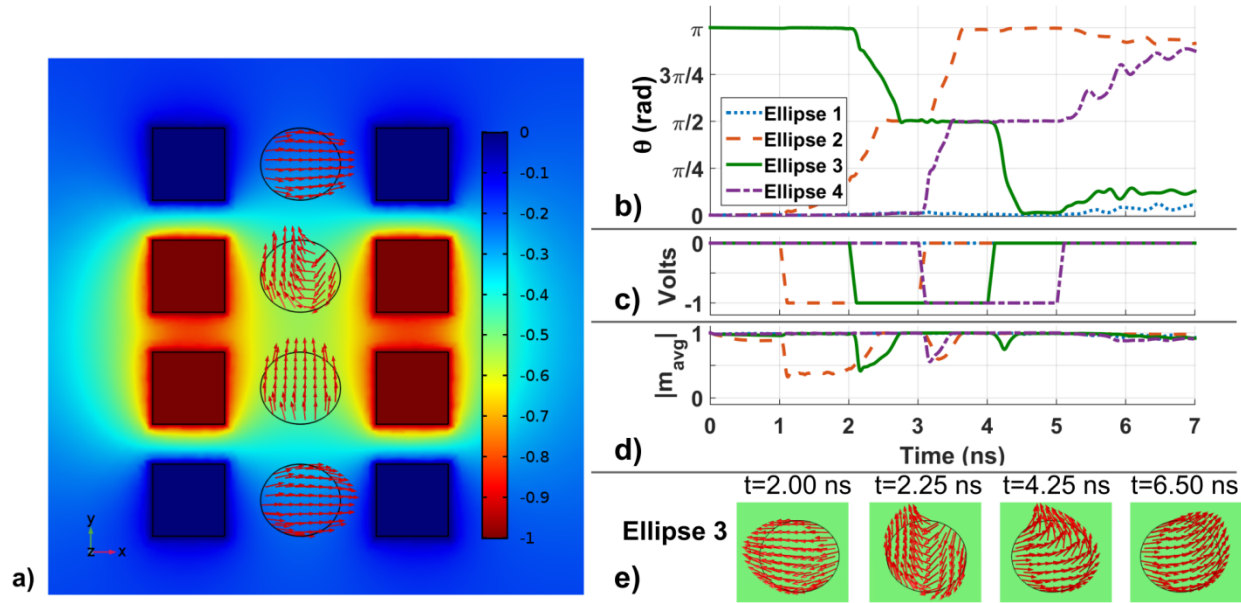 a)
y
z x
0
-0.1
-0.2
-0.3
-0.4
-0.5
-0.6
-0.7
-0.8
-0.9
-1
b)
θ (rad)
π
3π/4
π/2
π/4
0
Ellipse 1
Ellipse 2
Ellipse 3
Ellipse 4
c)
Volts
0
-1
d)
|m_avg|
1
0
0 1 2 3 4 5 6 7
Time (ns)
t=2.00 ns t=2.25 ns t=4.25 ns t=6.50 ns
Ellipse 3
e)